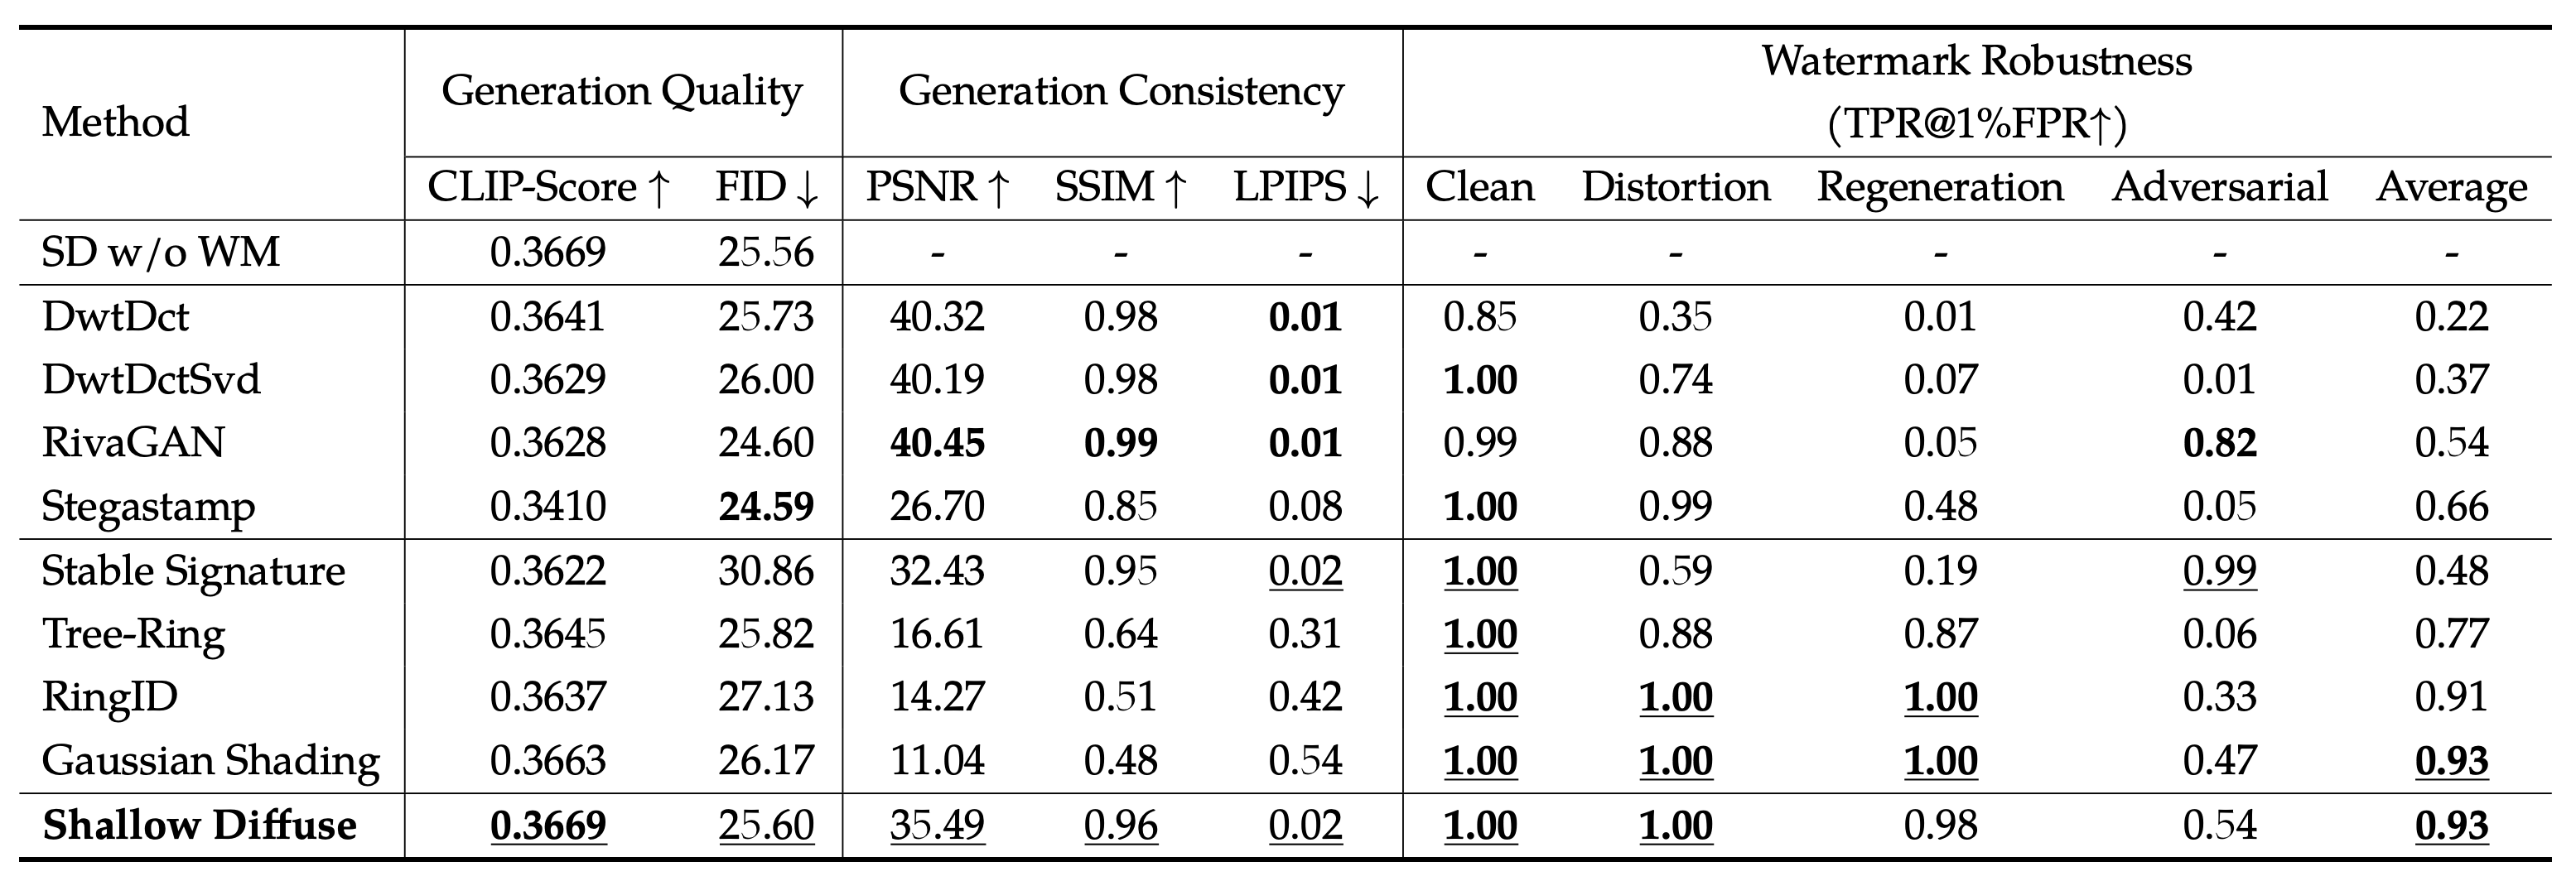 Method Generation Quality Generation Consistency Watermark Robustness
(TPR@1%FPR↑)
CLIP-Score ↑ FID ↓ PSNR ↑ SSIM ↑ LPIPS ↓ Clean Distortion Regeneration Adversarial Average
SD w/o WM 0.3669 25.56 - - - - - - - -
DwtDct 0.3641 25.73 40.32 0.98 0.01 0.85 0.35 0.01 0.42 0.22
DwtDctSvd 0.3629 26.00 40.19 0.98 0.01 1.00 0.74 0.07 0.01 0.37
RivaGAN 0.3628 24.60 40.45 0.99 0.01 0.99 0.88 0.05 0.82 0.54
Stegastamp 0.3410 24.59 26.70 0.85 0.08 1.00 0.99 0.48 0.05 0.66
Stable Signature 0.3622 30.86 32.43 0.95 0.02 1.00 0.59 0.19 0.99 0.48
Tree-Ring 0.3645 25.82 16.61 0.64 0.31 1.00 0.88 0.87 0.06 0.77
RingID 0.3637 27.13 14.27 0.51 0.42 1.00 1.00 1.00 0.33 0.91
Gaussian Shading 0.3663 26.17 11.04 0.48 0.54 1.00 1.00 1.00 0.47 0.93
Shallow Diffuse 0.3669 25.60 35.49 0.96 0.02 1.00 1.00 0.98 0.54 0.93